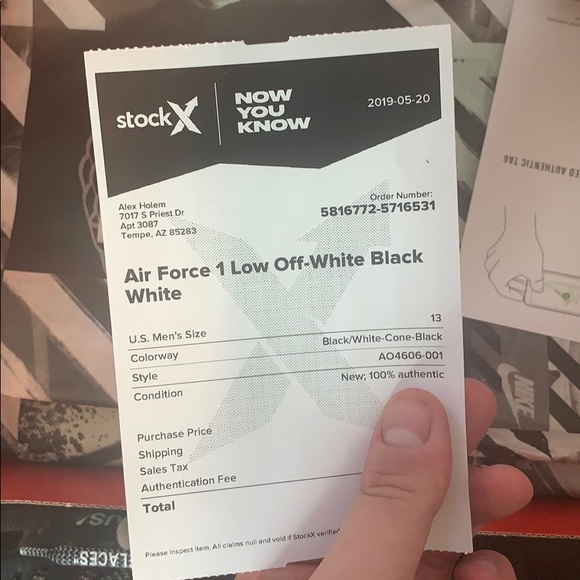 stockX
NOW
YOU
KNOW
2019-05-20
Alex Holem
7017 S Priest Dr
Apt 3087
Tempe, AZ 85283
Order Number:
5816772-5716531
Air Force 1 Low Off-White Black
White
U.S. Men's Size 13
Colorway Black/White-Cone-Black
Style AO4606-001
Condition New; 100% authentic
Purchase Price
Shipping
Sales Tax
Authentication Fee
Total
Please inspect item. All claims null and void if StockX verified
ED AUTHENTIC TAG
NIKE
LACES"